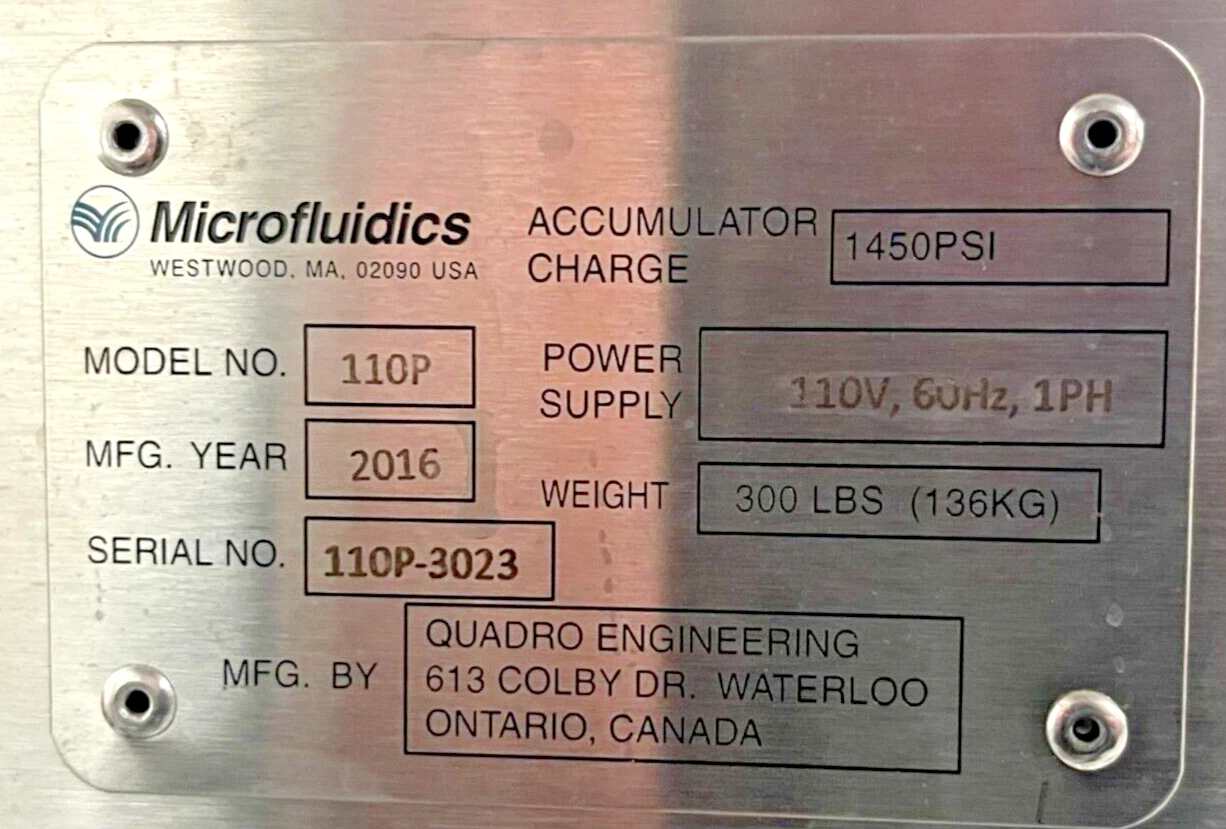 Microfluidics
WESTWOOD, MA, 02090 USA
ACCUMULATOR
CHARGE
1450PSI
MODEL NO. 110P
POWER
SUPPLY
110V, 60Hz, 1PH
MFG. YEAR 2016
WEIGHT 300 LBS (136KG)
SERIAL NO. 110P-3023
MFG. BY
QUADRO ENGINEERING
613 COLBY DR. WATERLOO
ONTARIO, CANADA